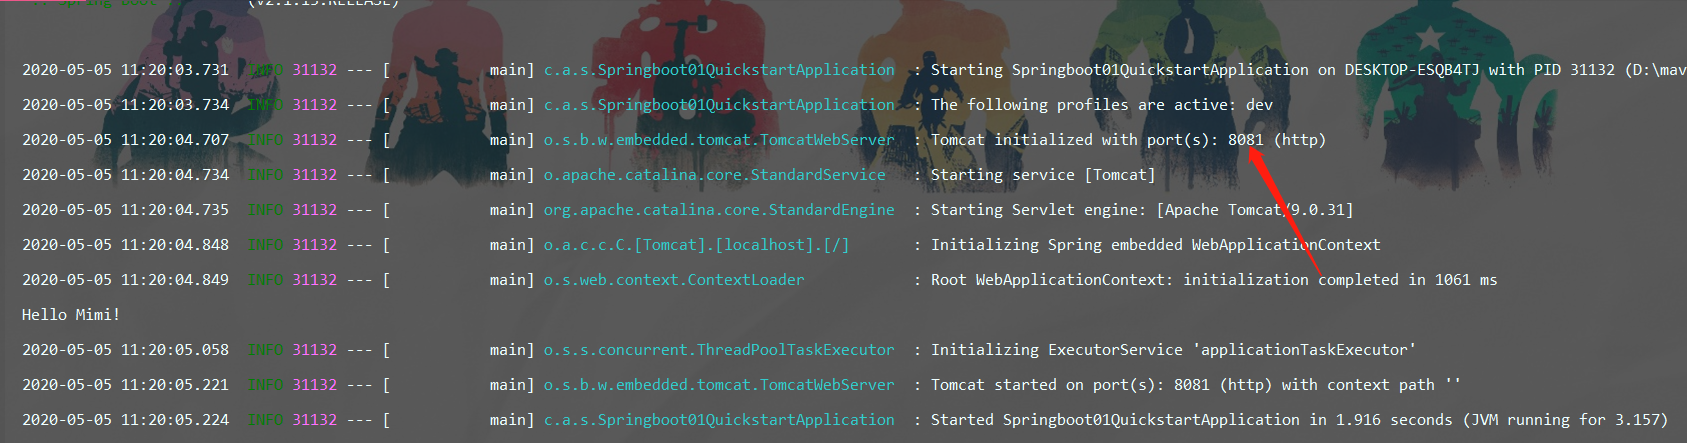 :: Spring Boot ::        (v2.1.13.RELEASE)
2020-05-05 11:20:03.731  INFO 31132 --- [           main] c.a.s.Springboot01QuickstartApplication  : Starting Springboot01QuickstartApplication on DESKTOP-ESQB4TJ with PID 31132 (D:\mav
2020-05-05 11:20:03.734  INFO 31132 --- [           main] c.a.s.Springboot01QuickstartApplication  : The following profiles are active: dev
2020-05-05 11:20:04.707  INFO 31132 --- [           main] o.s.b.w.embedded.tomcat.TomcatWebServer  : Tomcat initialized with port(s): 8081 (http)
2020-05-05 11:20:04.734  INFO 31132 --- [           main] o.apache.catalina.core.StandardService   : Starting service [Tomcat]
2020-05-05 11:20:04.735  INFO 31132 --- [           main] org.apache.catalina.core.StandardEngine  : Starting Servlet engine: [Apache Tomcat/9.0.31]
2020-05-05 11:20:04.848  INFO 31132 --- [           main] o.a.c.c.C.[Tomcat].[localhost].[/]       : Initializing Spring embedded WebApplicationContext
2020-05-05 11:20:04.849  INFO 31132 --- [           main] o.s.web.context.ContextLoader            : Root WebApplicationContext: initialization completed in 1061 ms
Hello Mimi!
2020-05-05 11:20:05.058  INFO 31132 --- [           main] o.s.s.concurrent.ThreadPoolTaskExecutor  : Initializing ExecutorService 'applicationTaskExecutor'
2020-05-05 11:20:05.221  INFO 31132 --- [           main] o.s.b.w.embedded.tomcat.TomcatWebServer  : Tomcat started on port(s): 8081 (http) with context path ''
2020-05-05 11:20:05.224  INFO 31132 --- [           main] c.a.s.Springboot01QuickstartApplication  : Started Springboot01QuickstartApplication in 1.916 seconds (JVM running for 3.157)